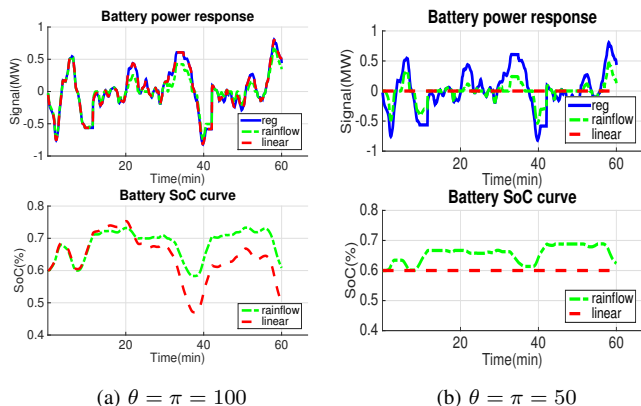 Battery power response
Signal(MW)
1
0.5
0
-0.5
-1
reg
rainflow
linear
20
40
60
Time(min)
Battery SoC curve
SoC(%)
0.8
0.7
0.6
0.5
0.4
rainflow
linear
20
40
60
Time(min)
(a) θ = π = 100
Battery power response
Signal(MW)
1
0.5
0
-0.5
-1
reg
rainflow
linear
0
20
40
60
Time(min)
Battery SoC curve
SoC(%)
0.8
0.7
0.6
0.5
0.4
rainflow
linear
0
20
40
60
Time(min)
(b) θ = π = 50